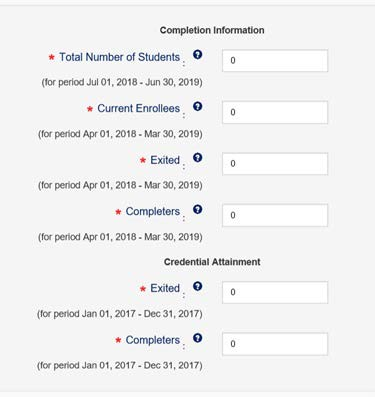 Completion Information
* Total Number of Students : ? 0
(for period Jul 01, 2018 - Jun 30, 2019)
* Current Enrollees : ? 0
(for period Apr 01, 2018 - Mar 30, 2019)
* Exited : ? 0
(for period Apr 01, 2018 - Mar 30, 2019)
* Completers : ? 0
(for period Apr 01, 2018 - Mar 30, 2019)
Credential Attainment
* Exited : ? 0
(for period Jan 01, 2017 - Dec 31, 2017)
* Completers : ? 0
(for period Jan 01, 2017 - Dec 31, 2017)